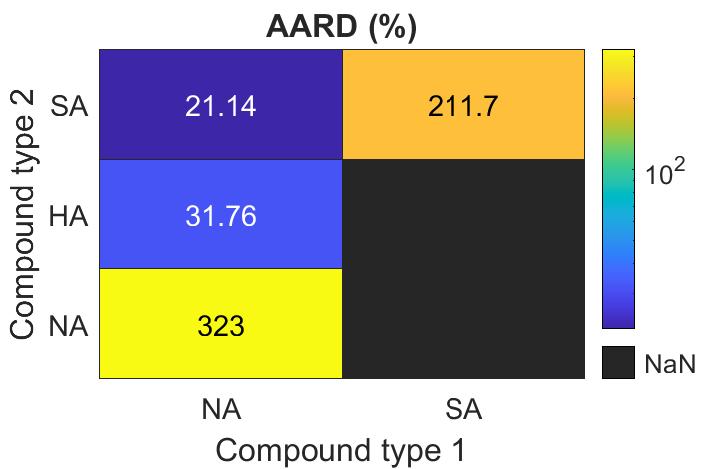 AARD (%)
Compound type 2
SA
21.14
211.7
HA
31.76
NA
323
10²
NaN
NA
SA
Compound type 1